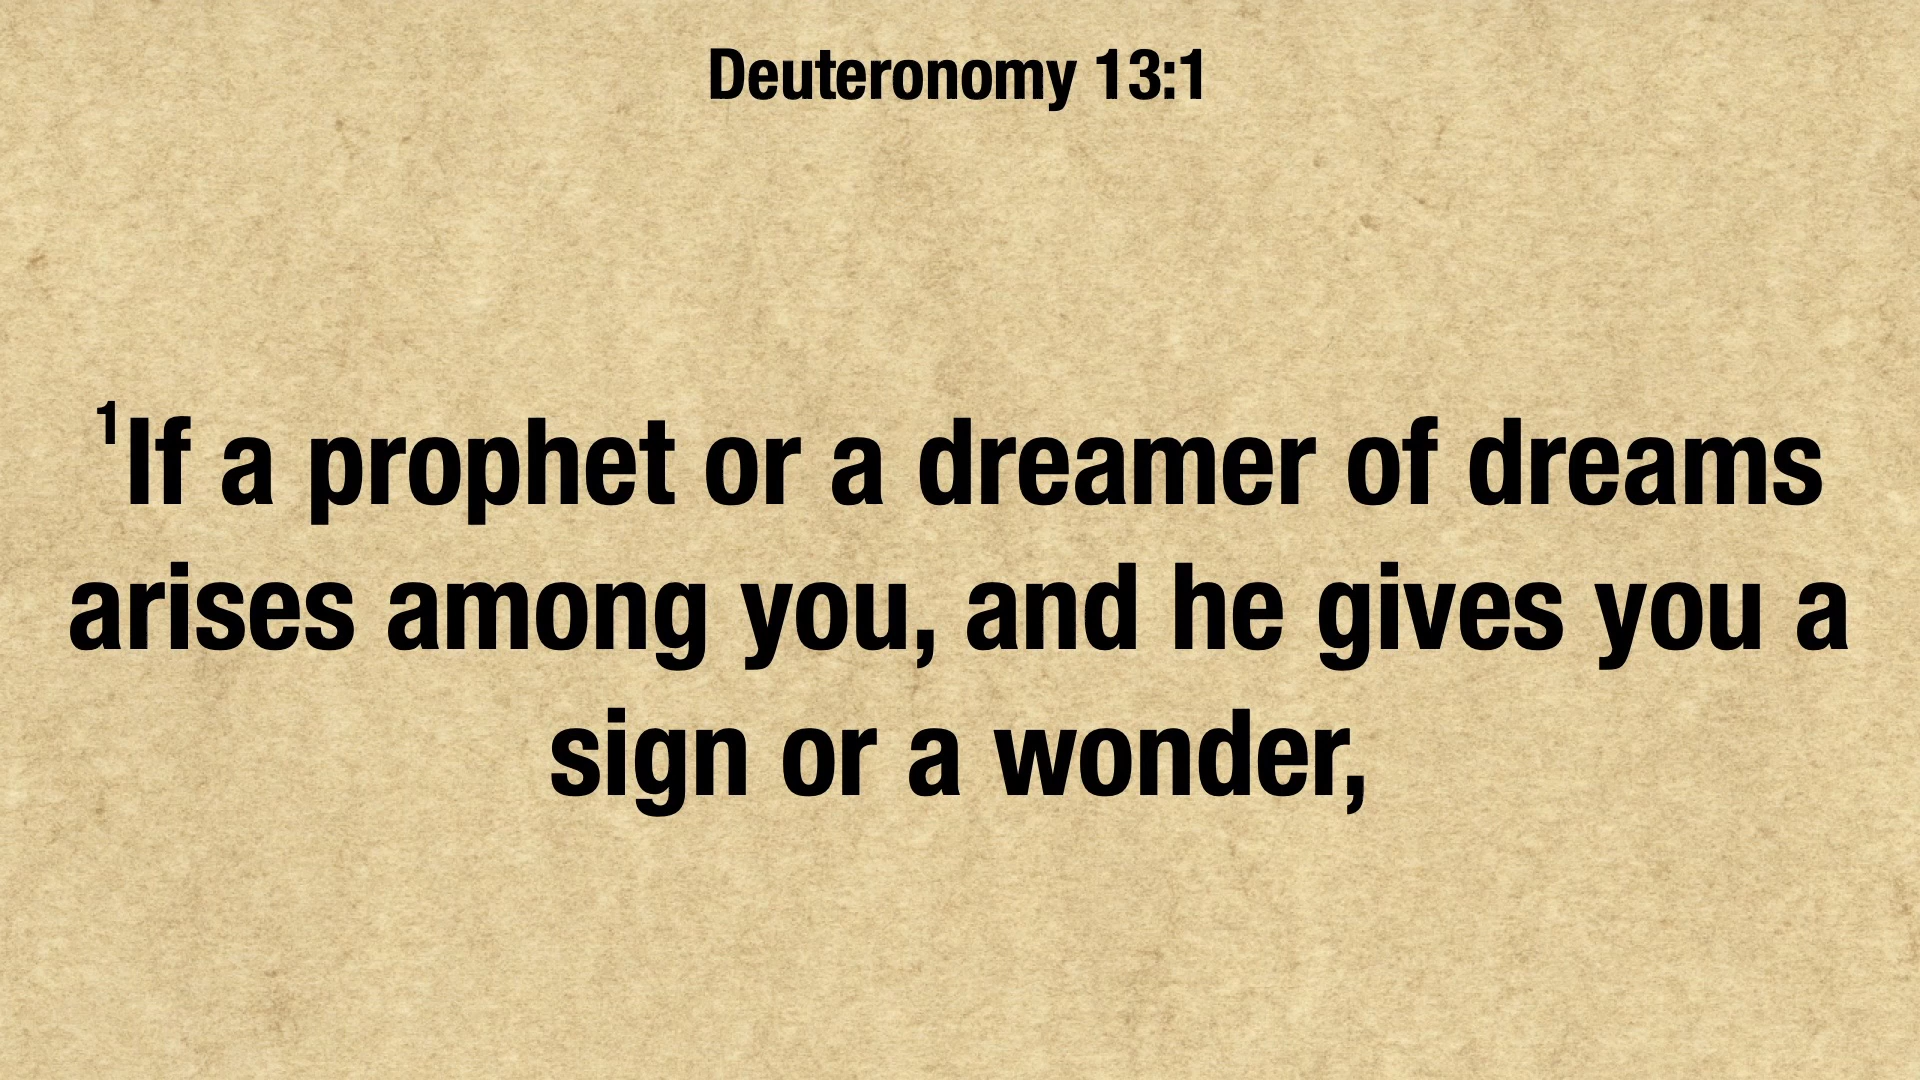 Deuteronomy 13:1
¹If a prophet or a dreamer of dreams
arises among you, and he gives you a
sign or a wonder,